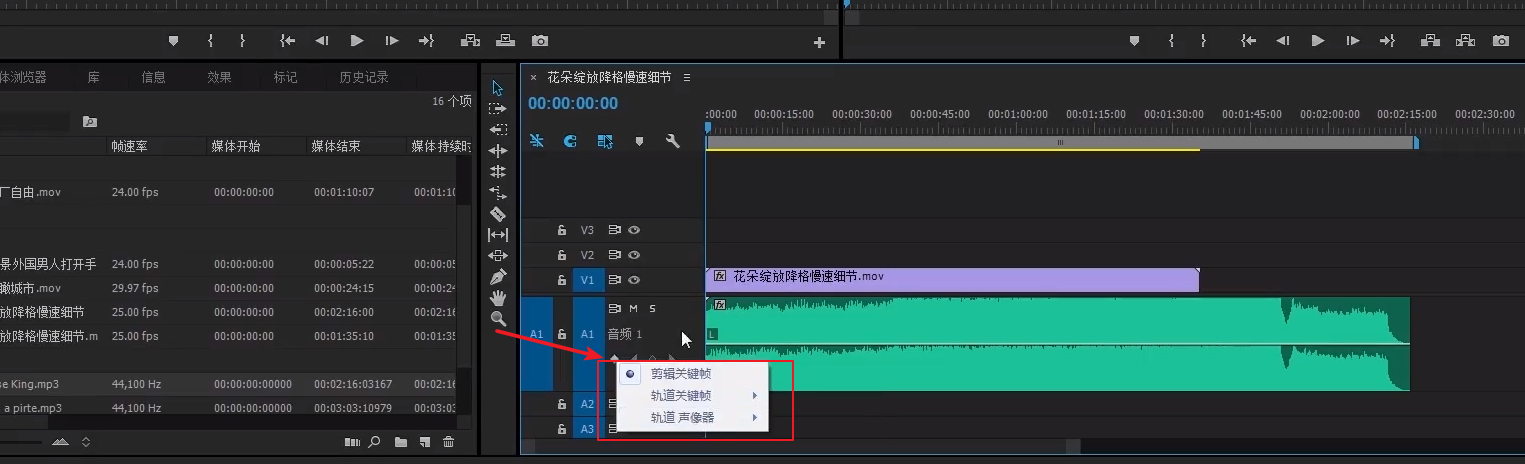 体浏览器 库 信息 效果 标记 历史记录
16 个项
帧速率 媒体开始 媒体结束 媒体持续时
厂自由.mov 24.00 fps 00:00:00:00 00:01:10:07 00:01:1
景外国男人打开手 24.00 fps 00:00:00:00 00:00:05:22 00:00:05
瞰城市.mov 29.97 fps 00:00:00:00 00:00:24:15 00:00:24
放降格慢速细节 25.00 fps 00:00:00:00 00:02:16:00 00:02:16
放降格慢速细节.m 25.00 fps 00:00:00:00 00:01:35:10 00:01:35
se King.mp3 44,100 Hz 00:00:00:00000 00:02:16:03167 00:02:16
a pirte.mp3 44,100 Hz 00:00:00:00000 00:03:03:10979 00:03:03
× 花朵绽放降格慢速细节
00:00:00:00
:00:00 00:00:15:00 00:00:30:00 00:00:45:00 00:01:00:00 00:01:15:00 00:01:30:00 00:01:45:00 00:02:00:00 00:02:15:00 00:02:30:00
V3
V2
V1 fx 花朵绽放降格慢速细节.mov
M S fx
A1 A1 音频 1 L
剪辑关键帧
轨道关键帧
轨道 声像器
A2
A3